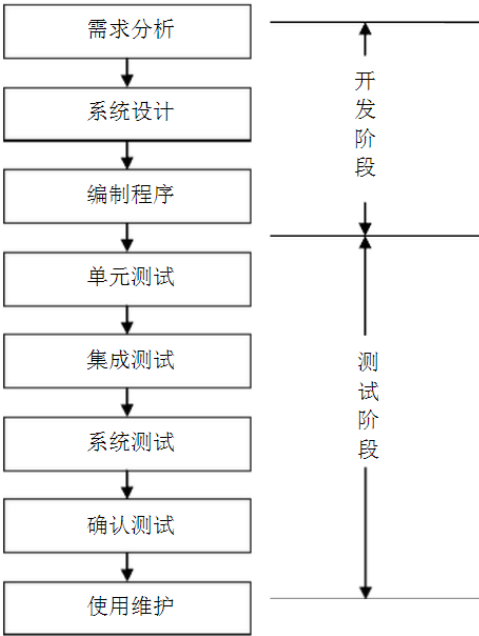 需求分析
系统设计
编制程序
单元测试
集成测试
系统测试
确认测试
使用维护
开发阶段
测试阶段